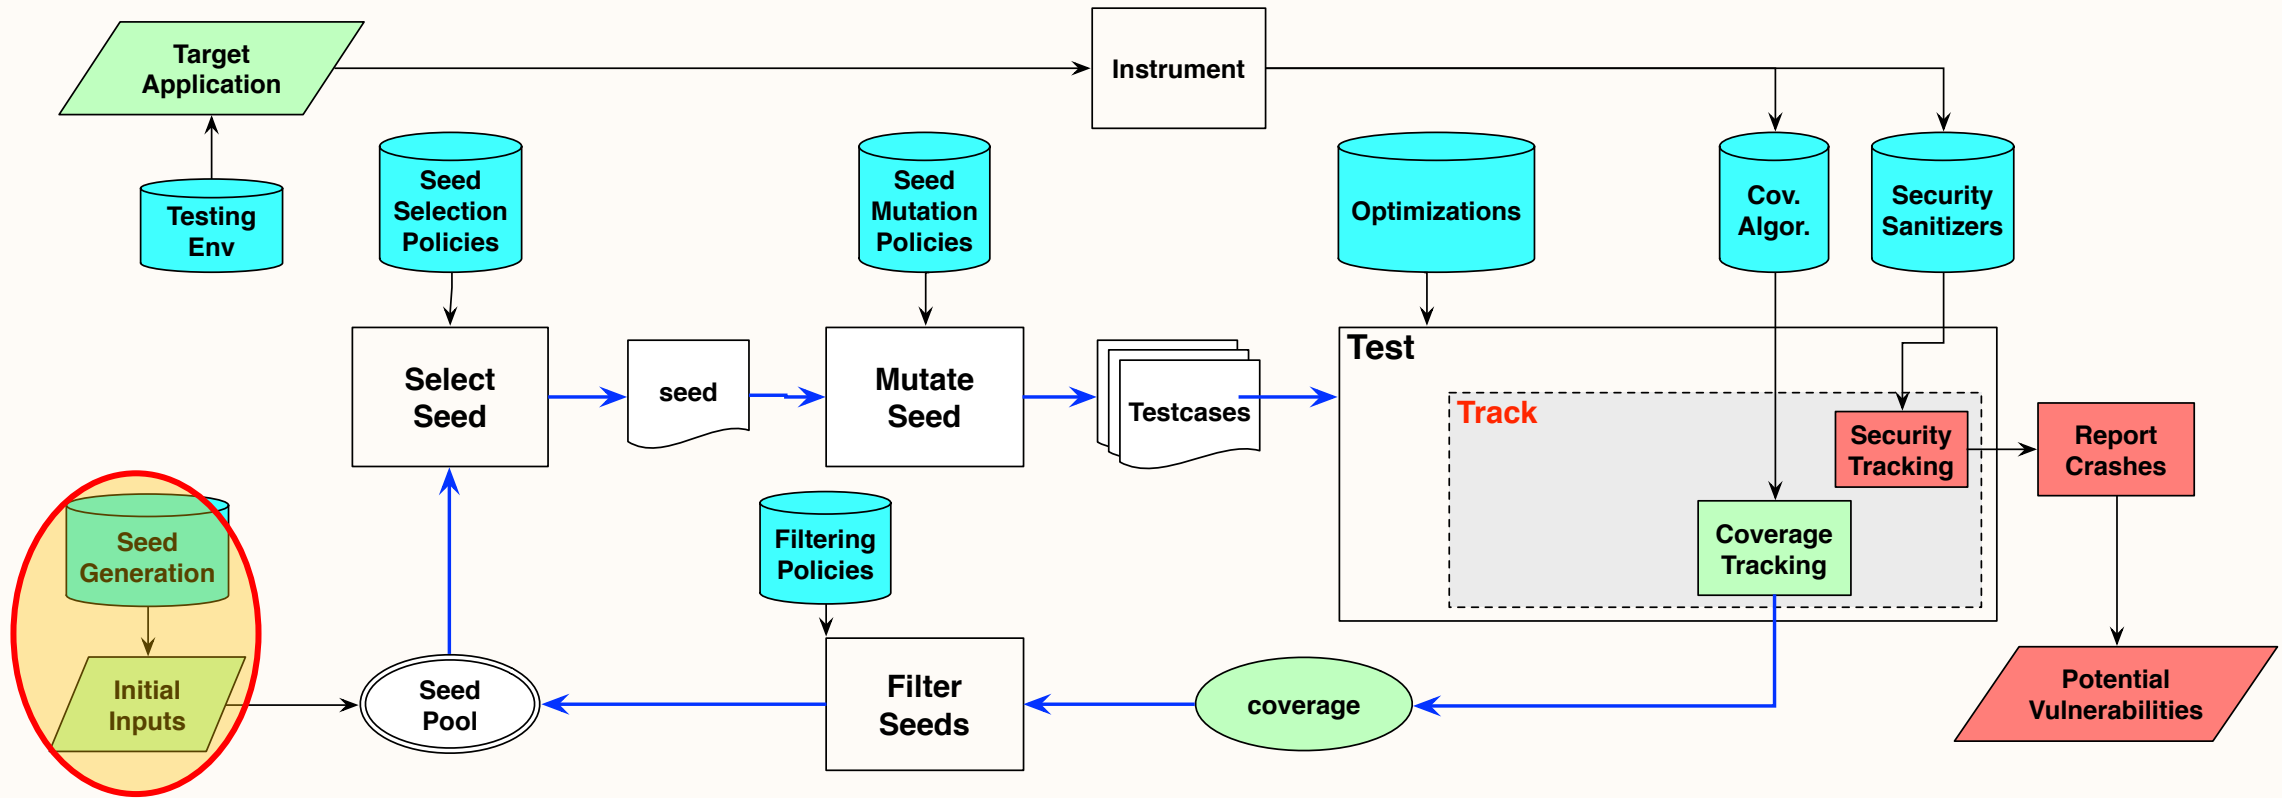 Target
Application
Instrument
Testing
Env
Seed
Selection
Policies
Seed
Mutation
Policies
Optimizations
Cov.
Algor.
Security
Sanitizers
Select
Seed
seed
Mutate
Seed
Testcases
Test
Track
Security
Tracking
Report
Crashes
Coverage
Tracking
Seed
Generation
Filtering
Policies
Initial
Inputs
Seed
Pool
Filter
Seeds
coverage
Potential
Vulnerabilities